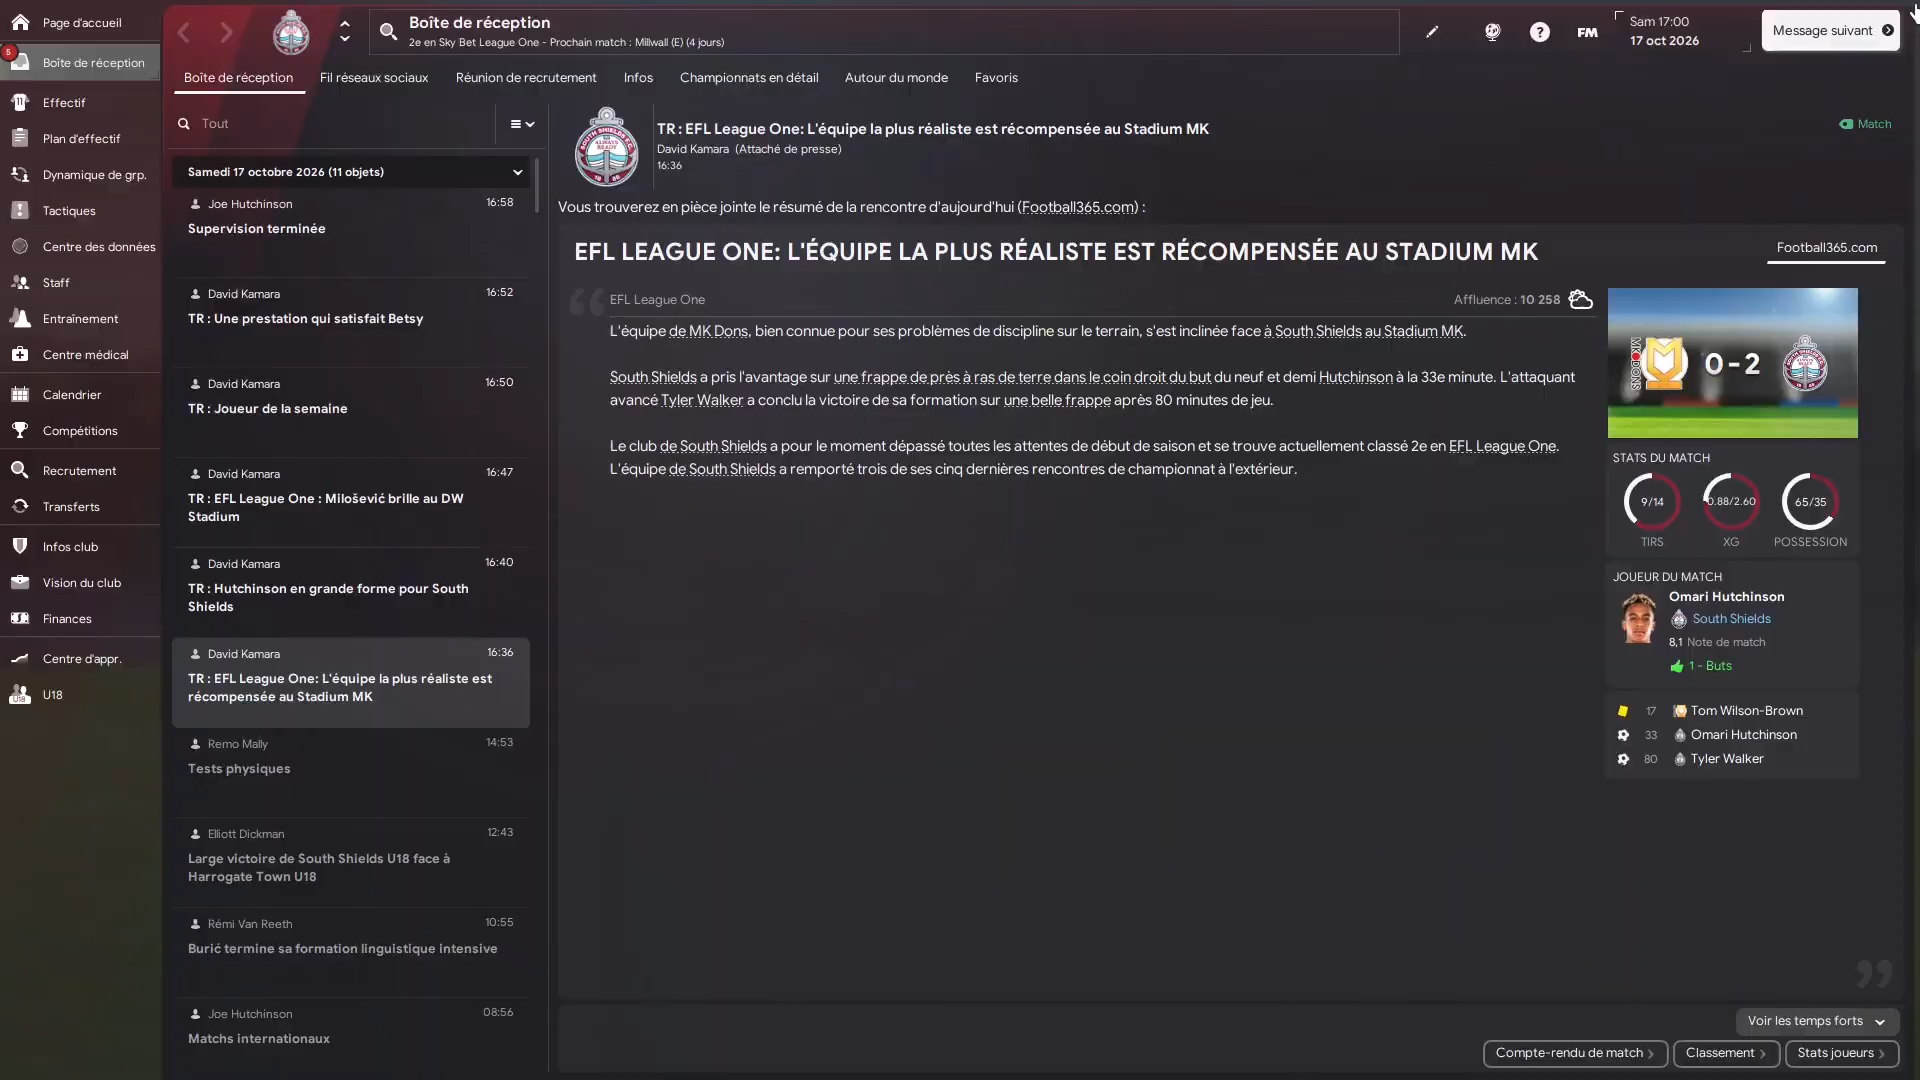 Page d'accueil
5
Boîte de réception
Effectif
Plan d'effectif
Dynamique de grp.
Tactiques
Centre des données
Staff
Entraînement
Centre médical
Calendrier
Compétitions
Recrutement
Transferts
Infos club
Vision du club
Finances
Centre d'appr.
U18
Boîte de réception
2e en Sky Bet League One - Prochain match : Millwall (E) (4 jours)
FM
Sam 17:00
17 oct 2026
Message suivant
Boîte de réception Fil réseaux sociaux Réunion de recrutement Infos Championnats en détail Autour du monde Favoris
Tout
Samedi 17 octobre 2026 (11 objets)
Joe Hutchinson 16:58
Supervision terminée
David Kamara 16:52
TR : Une prestation qui satisfait Betsy
David Kamara 16:50
TR : Joueur de la semaine
David Kamara 16:47
TR : EFL League One : Milošević brille au DW
Stadium
David Kamara 16:40
TR : Hutchinson en grande forme pour South
Shields
David Kamara 16:36
TR : EFL League One: L'équipe la plus réaliste est
récompensée au Stadium MK
Remo Mally 14:53
Tests physiques
Elliott Dickman 12:43
Large victoire de South Shields U18 face à
Harrogate Town U18
Rémi Van Reeth 10:55
Burić termine sa formation linguistique intensive
Joe Hutchinson 08:56
Matchs internationaux
TR : EFL League One: L'équipe la plus réaliste est récompensée au Stadium MK
David Kamara (Attaché de presse)
16:36
Match
Vous trouverez en pièce jointe le résumé de la rencontre d'aujourd'hui (Football365.com) :
EFL LEAGUE ONE: L'ÉQUIPE LA PLUS RÉALISTE EST RÉCOMPENSÉE AU STADIUM MK
Football365.com
EFL League One
Affluence : 10 258
L'équipe de MK Dons, bien connue pour ses problèmes de discipline sur le terrain, s'est inclinée face à South Shields au Stadium MK.
South Shields a pris l'avantage sur une frappe de près à ras de terre dans le coin droit du but du neuf et demi Hutchinson à la 33e minute. L'attaquant
avancé Tyler Walker a conclu la victoire de sa formation sur une belle frappe après 80 minutes de jeu.
Le club de South Shields a pour le moment dépassé toutes les attentes de début de saison et se trouve actuellement classé 2e en EFL League One.
L'équipe de South Shields a remporté trois de ses cinq dernières rencontres de championnat à l'extérieur.
MK DONS
0-2
STATS DU MATCH
9/14 0.88/2.60 65/35
TIRS XG POSSESSION
JOUEUR DU MATCH
Omari Hutchinson
South Shields
8,1 Note de match
1 - Buts
17 Tom Wilson-Brown
33 Omari Hutchinson
80 Tyler Walker
Voir les temps forts
Compte-rendu de match Classement Stats joueurs